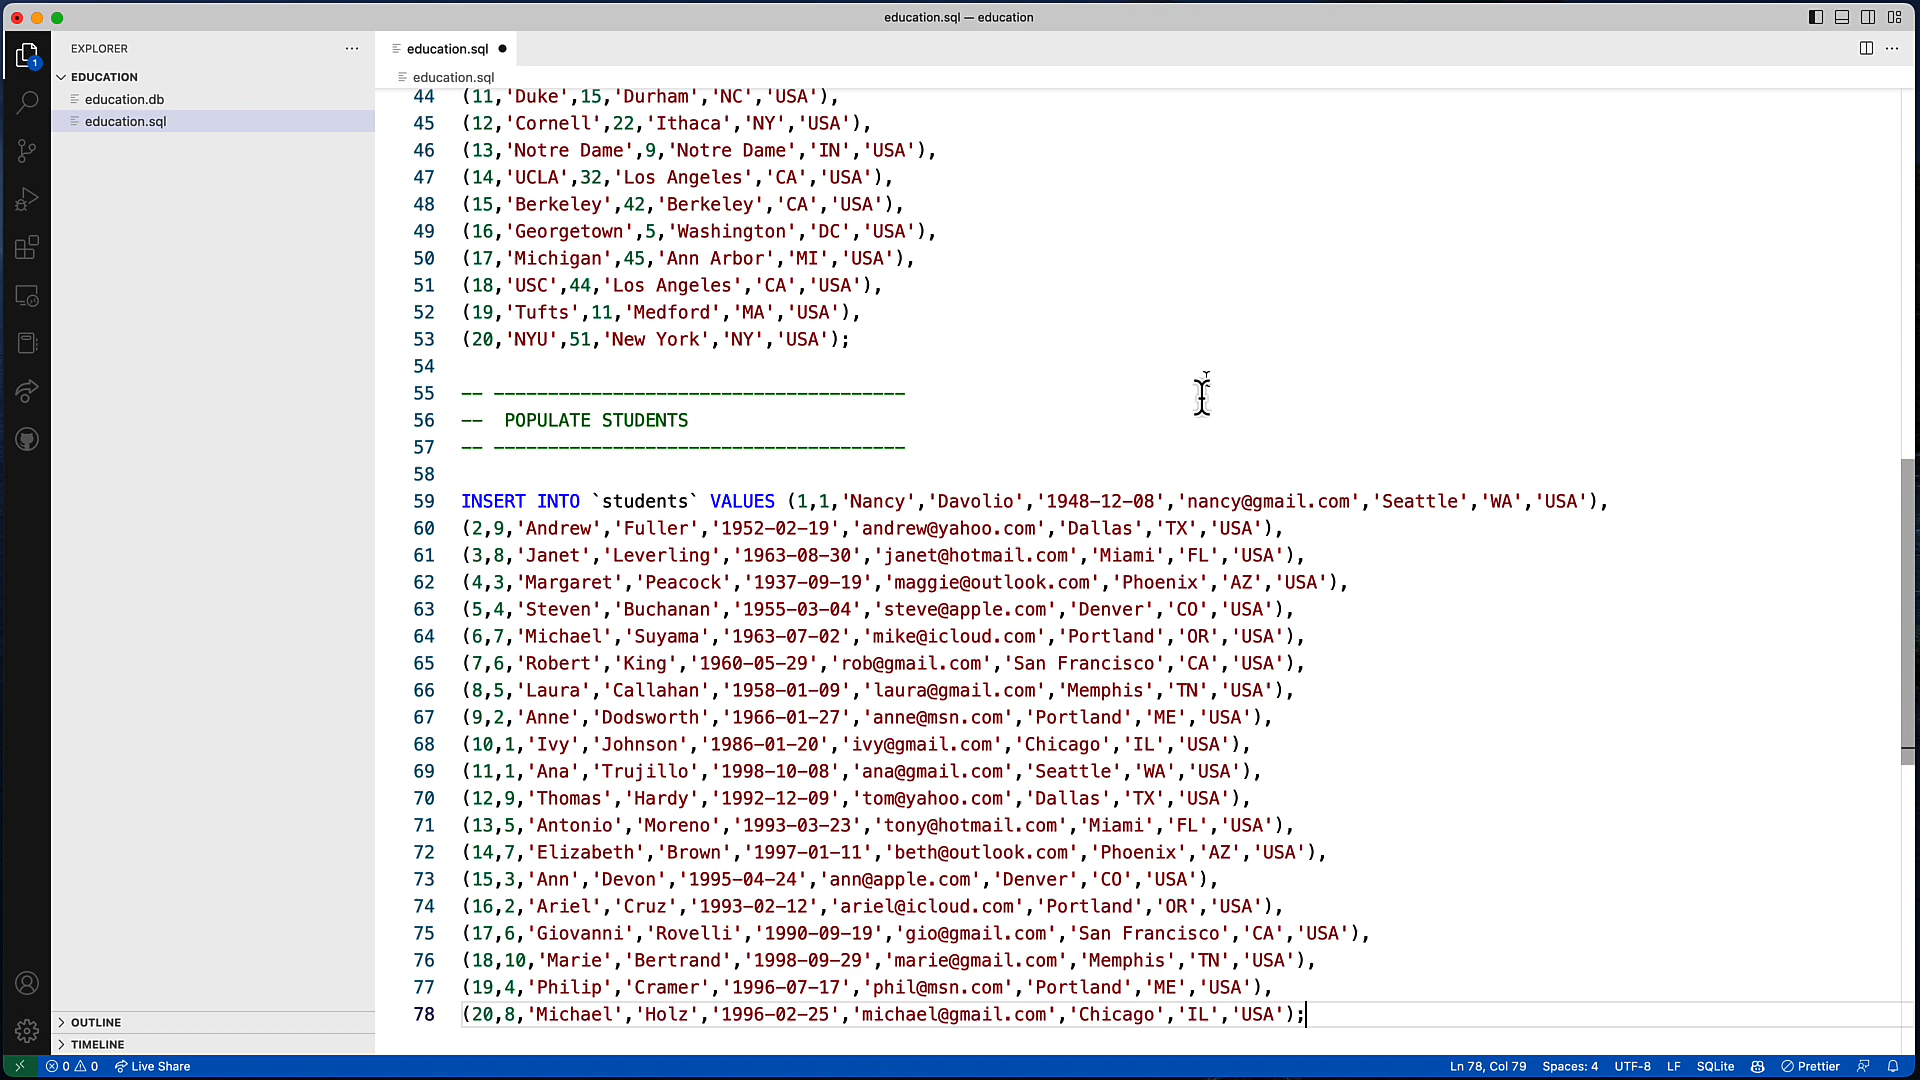 education.sql — education
EXPLORER
EDUCATION
education.db
education.sql
1
OUTLINE
TIMELINE
education.sql
education.sql
44 (11,'Duke',15,'Durham','NC','USA'),
45 (12,'Cornell',22,'Ithaca','NY','USA'),
46 (13,'Notre Dame',9,'Notre Dame','IN','USA'),
47 (14,'UCLA',32,'Los Angeles','CA','USA'),
48 (15,'Berkeley',42,'Berkeley','CA','USA'),
49 (16,'Georgetown',5,'Washington','DC','USA'),
50 (17,'Michigan',45,'Ann Arbor','MI','USA'),
51 (18,'USC',44,'Los Angeles','CA','USA'),
52 (19,'Tufts',11,'Medford','MA','USA'),
53 (20,'NYU',51,'New York','NY','USA');
54
55 -- --------------------------------------
56 --  POPULATE STUDENTS
57 -- --------------------------------------
58
59 INSERT INTO `students` VALUES (1,1,'Nancy','Davolio','1948-12-08','nancy@gmail.com','Seattle','WA','USA'),
60 (2,9,'Andrew','Fuller','1952-02-19','andrew@yahoo.com','Dallas','TX','USA'),
61 (3,8,'Janet','Leverling','1963-08-30','janet@hotmail.com','Miami','FL','USA'),
62 (4,3,'Margaret','Peacock','1937-09-19','maggie@outlook.com','Phoenix','AZ','USA'),
63 (5,4,'Steven','Buchanan','1955-03-04','steve@apple.com','Denver','CO','USA'),
64 (6,7,'Michael','Suyama','1963-07-02','mike@icloud.com','Portland','OR','USA'),
65 (7,6,'Robert','King','1960-05-29','rob@gmail.com','San Francisco','CA','USA'),
66 (8,5,'Laura','Callahan','1958-01-09','laura@gmail.com','Memphis','TN','USA'),
67 (9,2,'Anne','Dodsworth','1966-01-27','anne@msn.com','Portland','ME','USA'),
68 (10,1,'Ivy','Johnson','1986-01-20','ivy@gmail.com','Chicago','IL','USA'),
69 (11,1,'Ana','Trujillo','1998-10-08','ana@gmail.com','Seattle','WA','USA'),
70 (12,9,'Thomas','Hardy','1992-12-09','tom@yahoo.com','Dallas','TX','USA'),
71 (13,5,'Antonio','Moreno','1993-03-23','tony@hotmail.com','Miami','FL','USA'),
72 (14,7,'Elizabeth','Brown','1997-01-11','beth@outlook.com','Phoenix','AZ','USA'),
73 (15,3,'Ann','Devon','1995-04-24','ann@apple.com','Denver','CO','USA'),
74 (16,2,'Ariel','Cruz','1993-02-12','ariel@icloud.com','Portland','OR','USA'),
75 (17,6,'Giovanni','Rovelli','1990-09-19','gio@gmail.com','San Francisco','CA','USA'),
76 (18,10,'Marie','Bertrand','1998-09-29','marie@gmail.com','Memphis','TN','USA'),
77 (19,4,'Philip','Cramer','1996-07-17','phil@msn.com','Portland','ME','USA'),
78 (20,8,'Michael','Holz','1996-02-25','michael@gmail.com','Chicago','IL','USA');
0 0 Live Share Ln 78, Col 79 Spaces: 4 UTF-8 LF SQLite Prettier